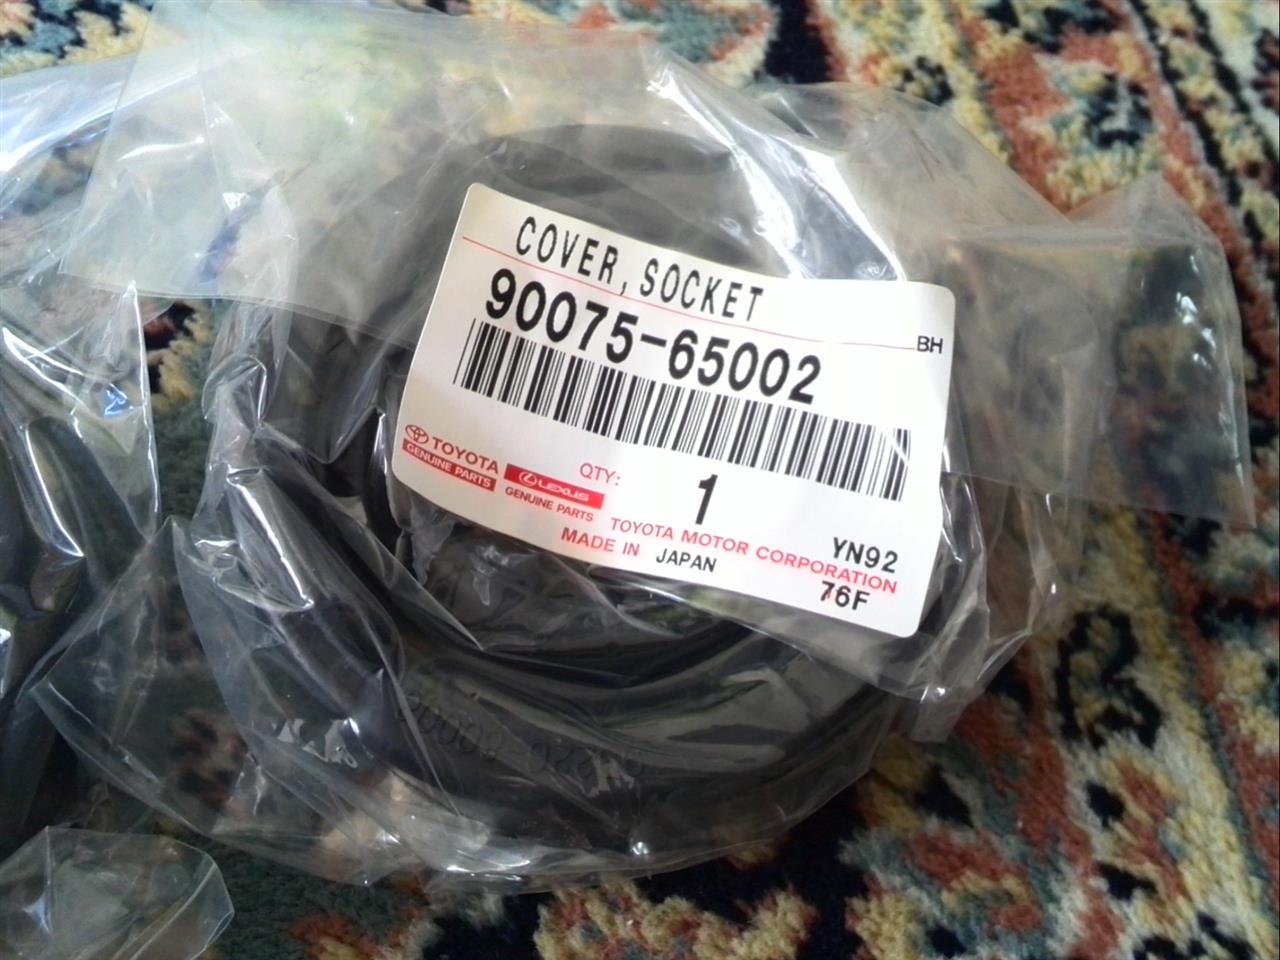 COVER, SOCKET
BH
90075-65002
TOYOTA
GENUINE PARTS
LEXUS
GENUINE PARTS
QTY:
1
TOYOTA MOTOR CORPORATION
MADE IN JAPAN
YN92
76F